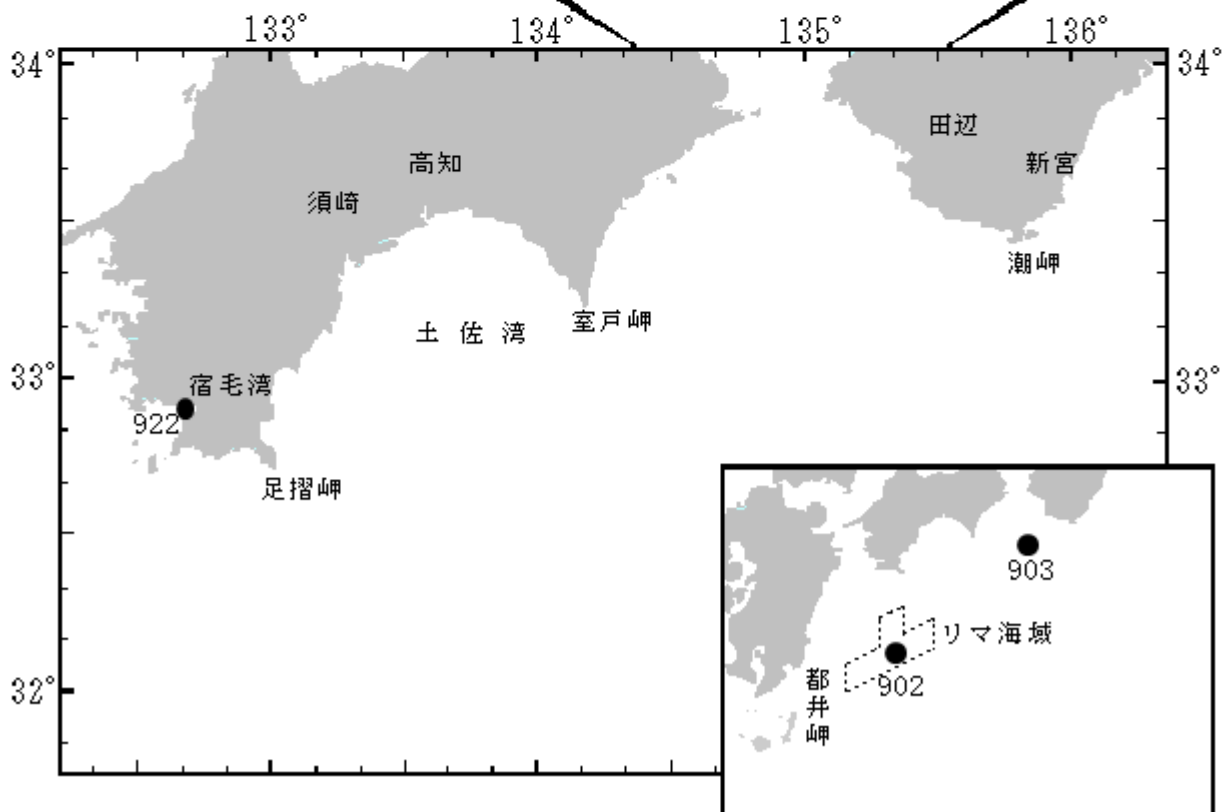 133°
134°
135°
136°
34°
34°
田辺
高知
新宮
須崎
潮岬
室戸岬
土佐湾
33°
33°
宿毛湾
922
足摺岬
903
リマ海域
902
都井岬
32°